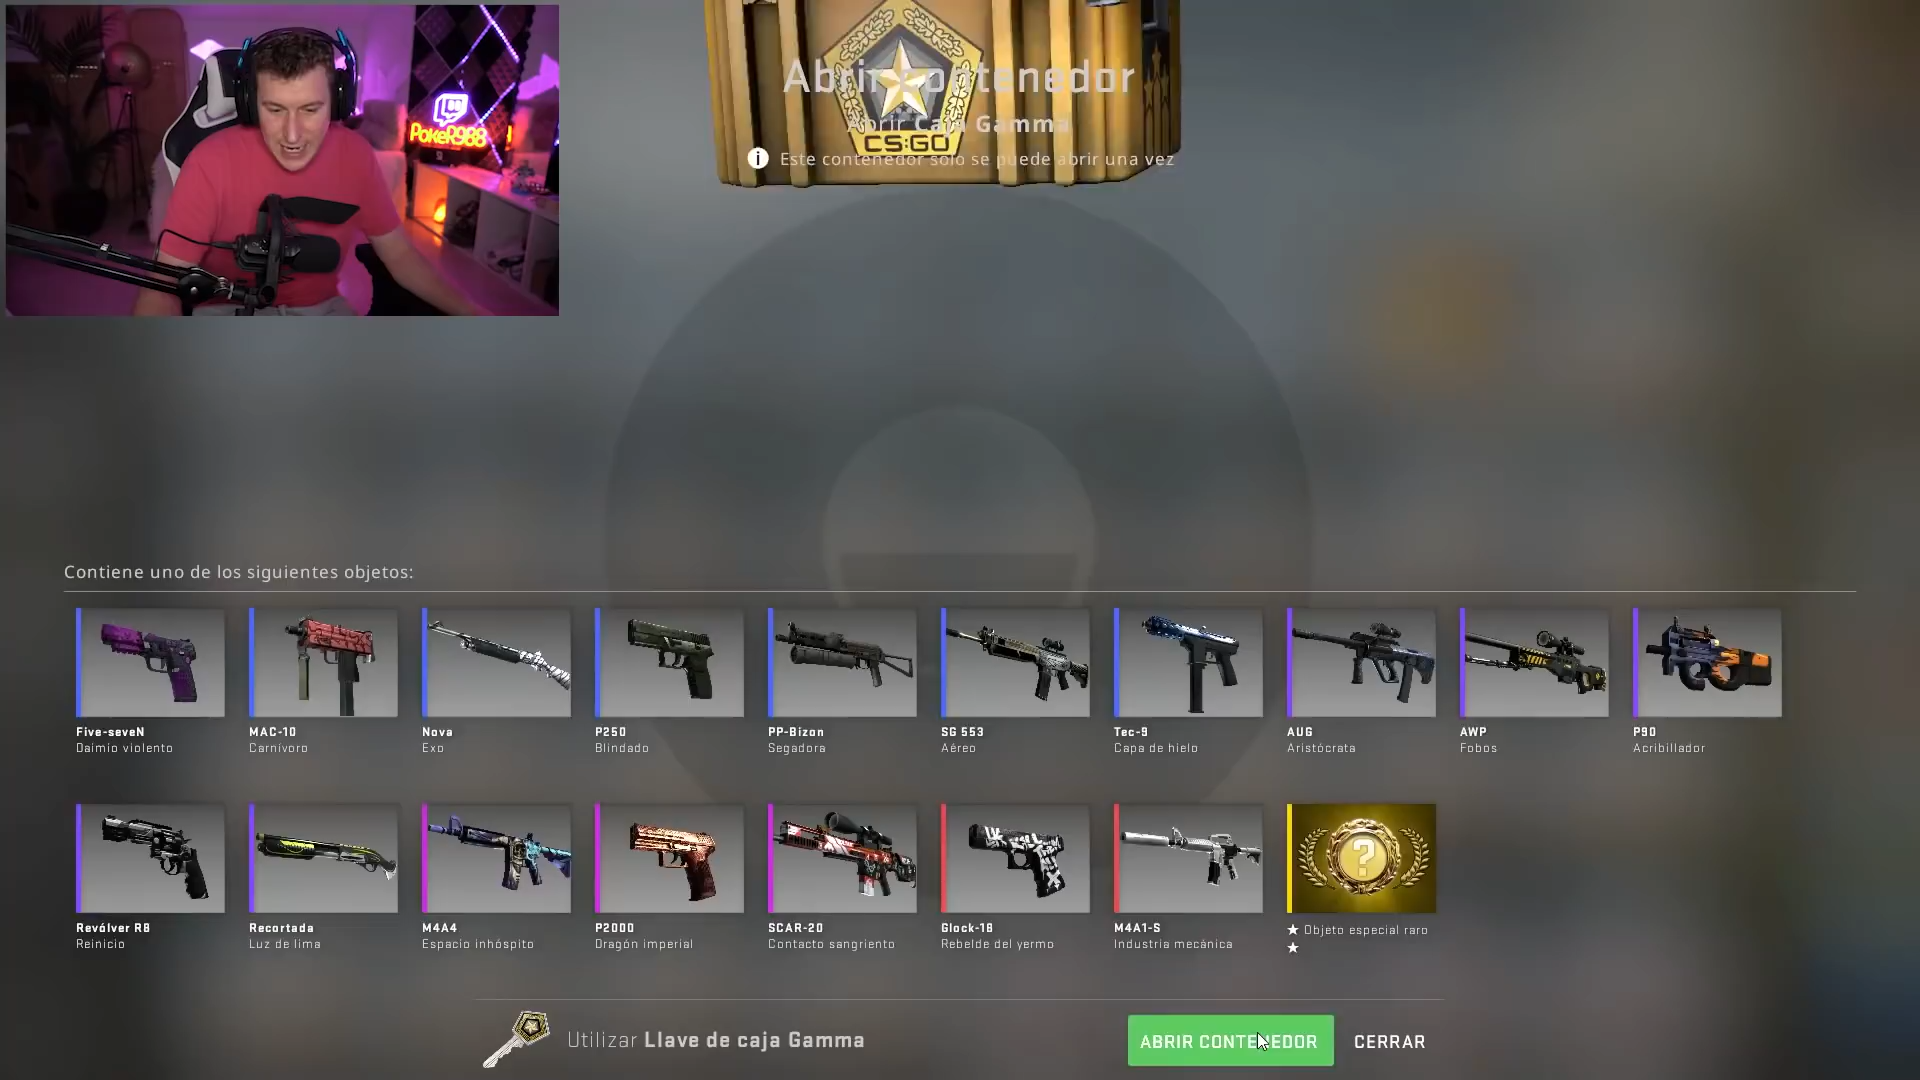 PoKeR988
Abrir contenedor
Abrir Caja Gamma
CS:GO
Este contenedor solo se puede abrir una vez
Contiene uno de los siguientes objetos:
Five-seveN
Daimio violento
MAC-10
Carnívoro
Nova
Exo
P250
Blindado
PP-Bizon
Segadora
SG 553
Aéreo
Tec-9
Capa de hielo
AUG
Aristócrata
AWP
Fobos
P90
Acribillador
Revólver R8
Reinicio
Recortada
Luz de lima
M4A4
Espacio inhóspito
P2000
Dragón imperial
SCAR-20
Contacto sangriento
Glock-18
Rebelde del yermo
M4A1-S
Industria mecánica
★ Objeto especial raro
★
Utilizar Llave de caja Gamma
ABRIR CONTENEDOR
CERRAR